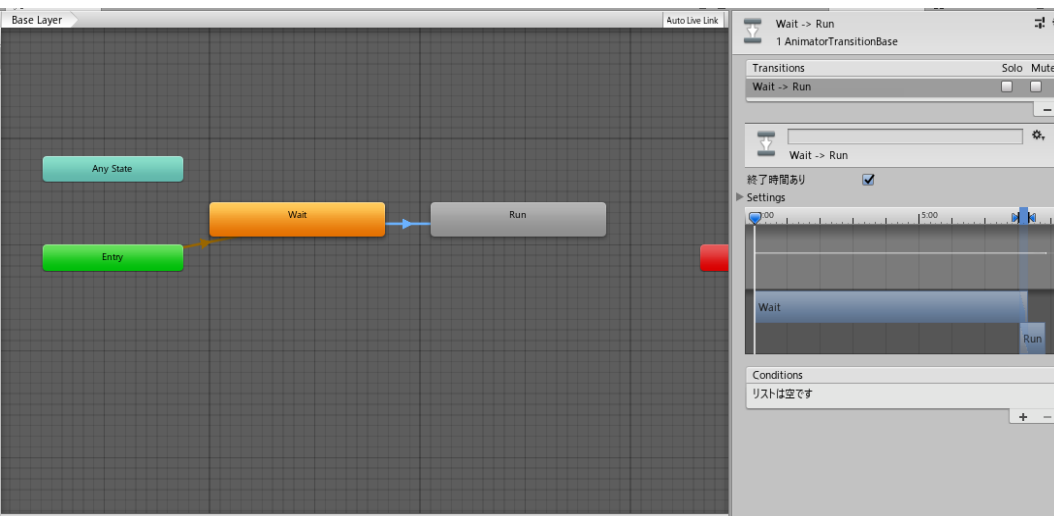 Base Layer
Auto Live Link
Any State
Wait
Run
Entry
Wait -> Run
1 AnimatorTransitionBase
Transitions
Solo Mute
Wait -> Run
Wait -> Run
終了時間あり
Settings
:00
5:00
Wait
Run
Conditions
リストは空です